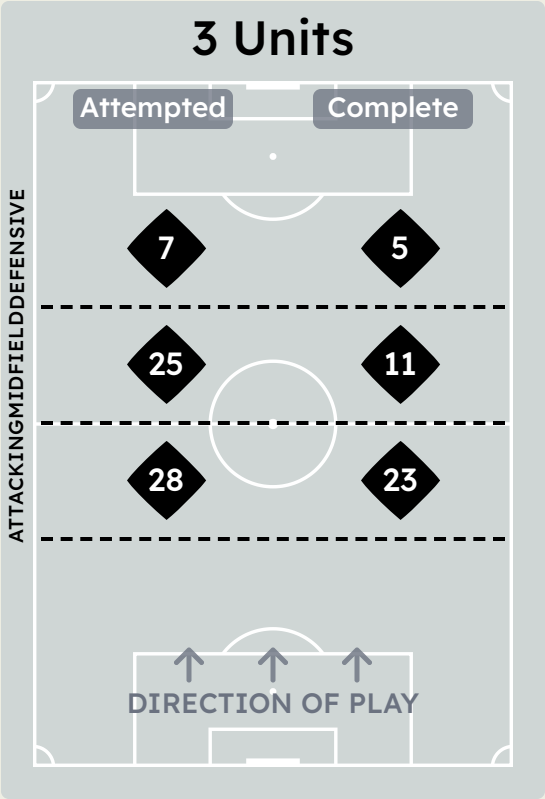 3 Units
Attempted Complete
7 5
25 11
28 23
ATTACKINGMIDFIELDDEFENSIVE
DIRECTION OF PLAY